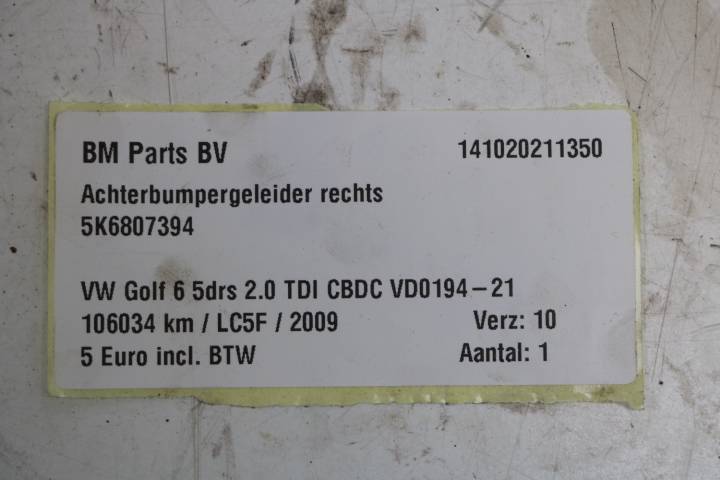 BM Parts BV 141020211350
Achterbumpergeleider rechts
5K6807394
VW Golf 6 5drs 2.0 TDI CBDC VD0194-21
106034 km / LC5F / 2009 Verz: 10
5 Euro incl. BTW Aantal: 1